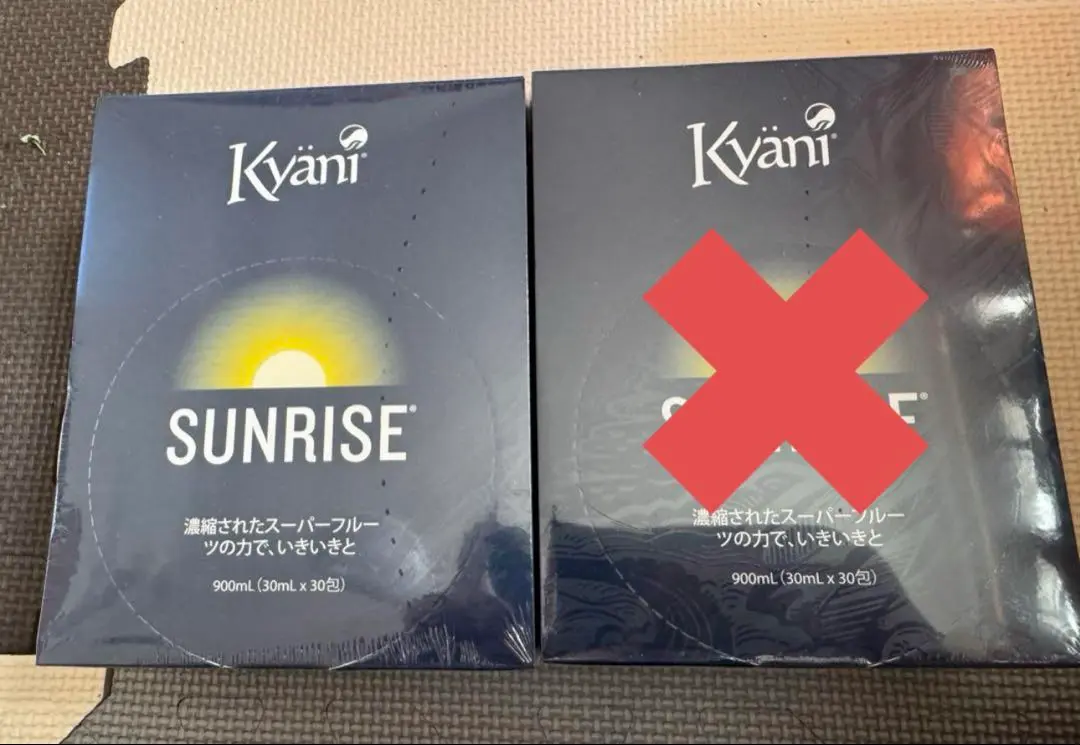 Kyäni®
SUNRISE®
濃縮されたスーパーフルー
ツの力で、いきいきと
900mL（30mL x 30包）
Kyäni®
濃縮されたスーパーフルー
ツの力で、いきいきと
900mL（30mL x 30包）